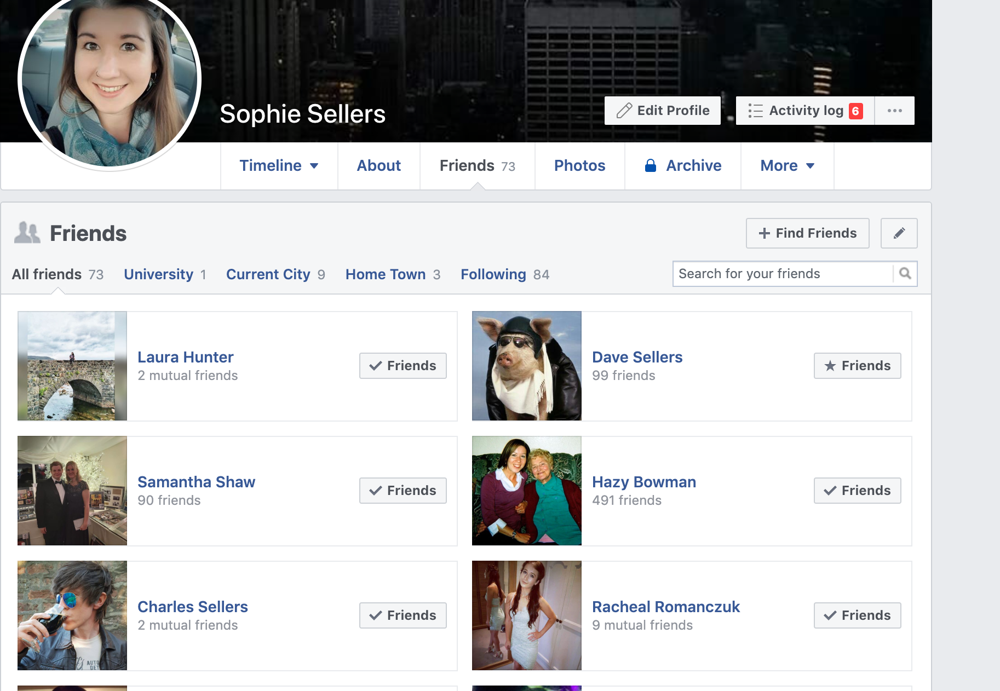 Sophie Sellers
Edit Profile
Activity log 6
Timeline
About
Friends 73
Photos
Archive
More
Friends
+ Find Friends
All friends 73
University 1
Current City 9
Home Town 3
Following 84
Search for your friends
Laura Hunter
2 mutual friends
Friends
Dave Sellers
99 friends
Friends
Samantha Shaw
90 friends
Friends
Hazy Bowman
491 friends
Friends
Charles Sellers
2 mutual friends
Friends
AUTO
DET
Racheal Romanczuk
9 mutual friends
Friends